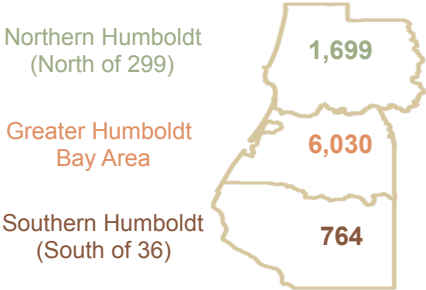 Northern Humboldt
(North of 299)
1,699
Greater Humboldt
Bay Area
6,030
Southern Humboldt
(South of 36)
764